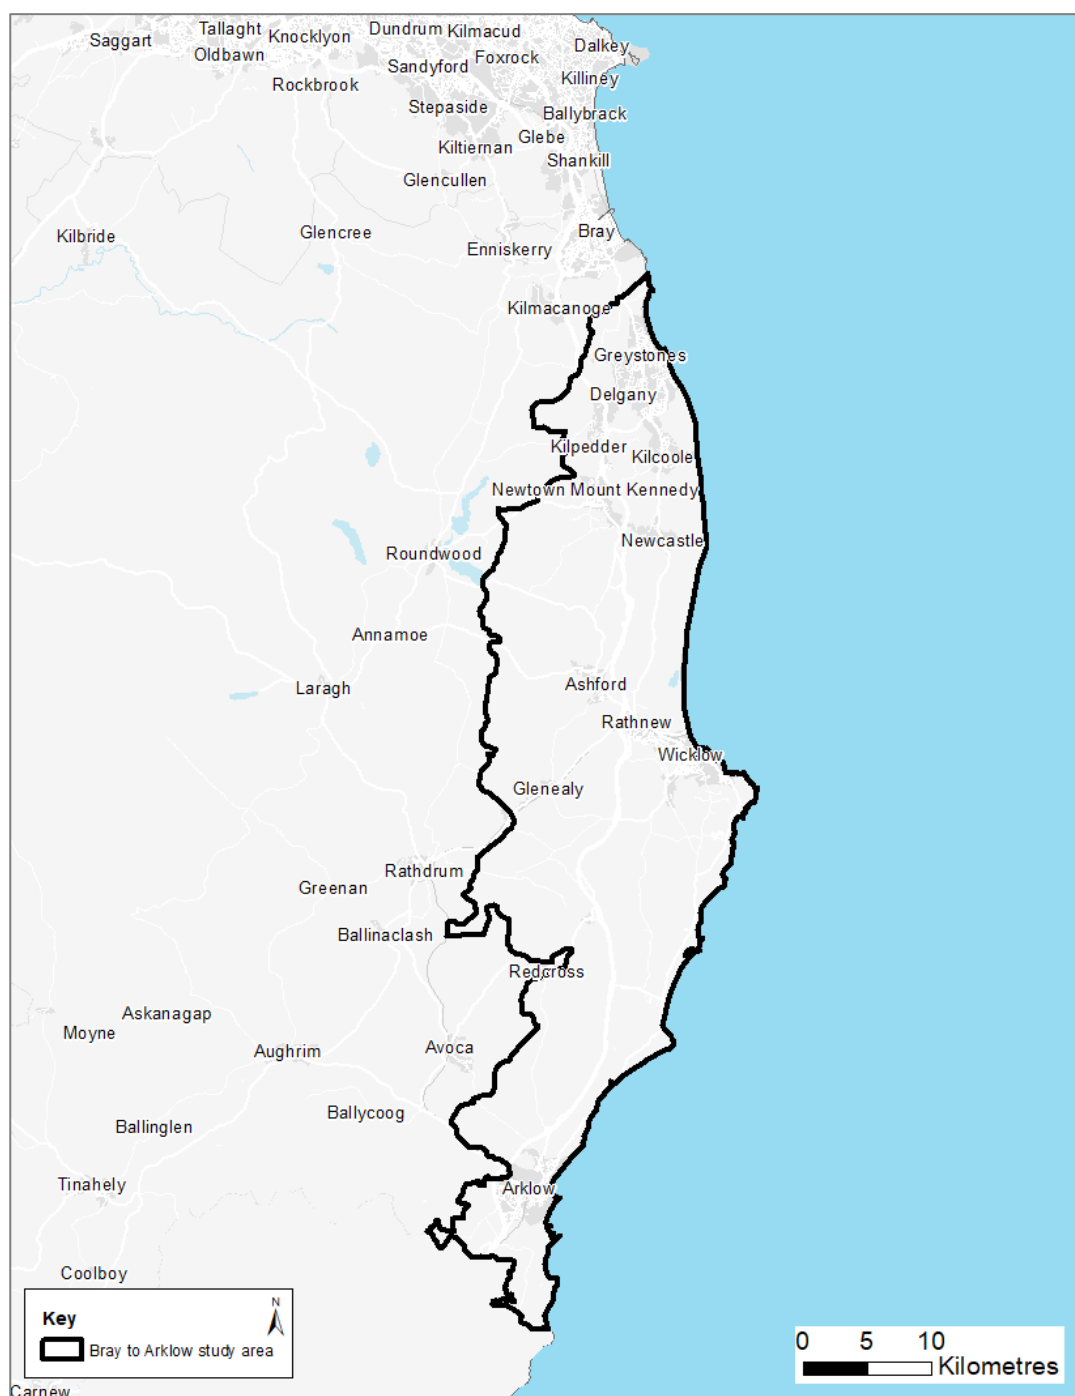 Tallaght
Knocklyon
Dundrum
Kilmacud
Saggart
Oldbawn
Foxrock
Dalkey
Sandyford
Rockbrook
Killiney
Stepaside
Ballybrack
Glebe
Kiltiernan
Shankill
Glencullen
Kilbride
Glencree
Bray
Enniskerry
Kilmacanoge
Greystones
Delgany
Kilpedder
Kilcoole
Newtown Mount Kennedy
Newcastle
Roundwood
Annamoe
Laragh
Ashford
Rathnew
Wicklow
Glenealy
Rathdrum
Greenan
Ballinaclash
Redcross
Askanagap
Moyne
Aughrim
Avoca
Ballycoog
Ballinglen
Tinahely
Arklow
Coolboy
Key
N
Bray to Arklow study area
0 5 10
Kilometres
Carnew